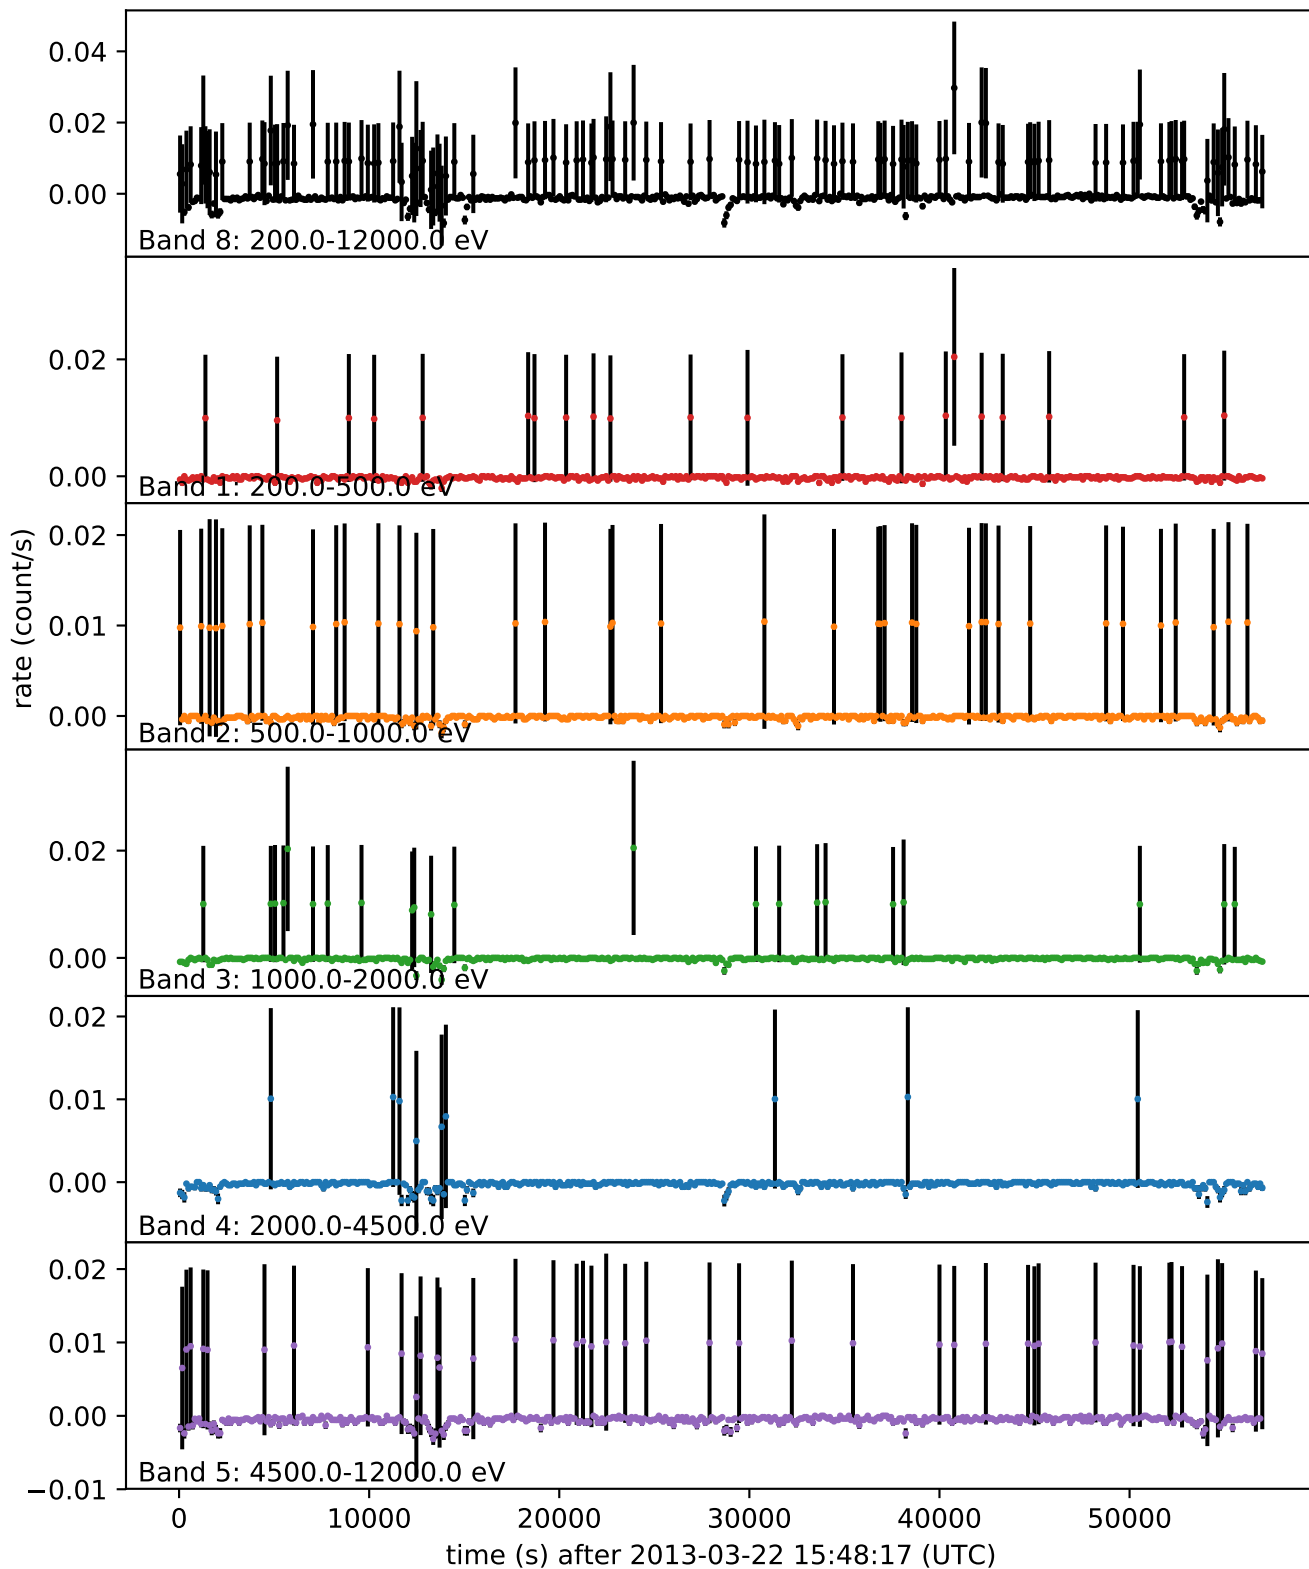 0.04
0.02
0.00
Band 8: 200.0-12000.0 eV
0.02
0.00
Band 1: 200.0-500.0 eV
0.02
0.01
0.00
Band 2: 500.0-1000.0 eV
rate (count/s)
0.02
0.00
Band 3: 1000.0-2000.0 eV
0.02
0.01
0.00
Band 4: 2000.0-4500.0 eV
0.02
0.01
0.00
−0.01
Band 5: 4500.0-12000.0 eV
0 10000 20000 30000 40000 50000
time (s) after 2013-03-22 15:48:17 (UTC)